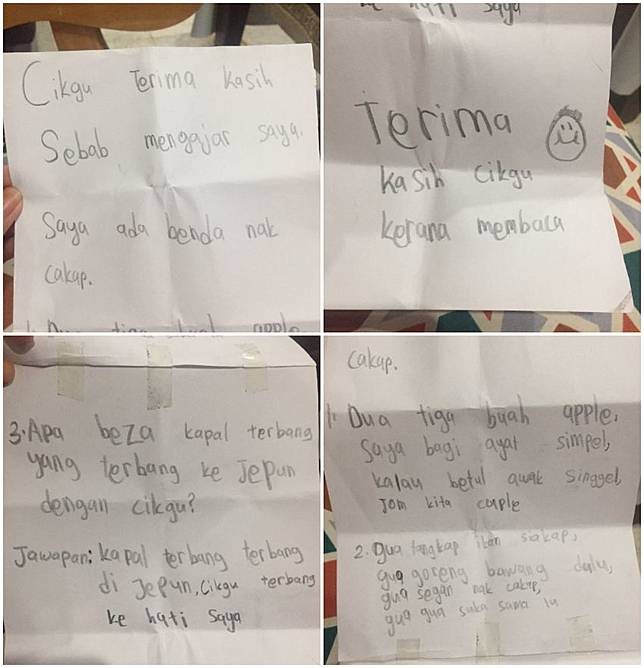 Cikgu Terima Kasih
Sebab mengajar saya.
Saya ada benda nak
cakap.
Terima
Kasih cikgu
kerana membaca
3. Apa beza kapal terbang
yang terbang ke Jepun
dengan cikgu?
Jawapan: kapal terbang terbang
di Jepun, cikgu terbang
ke hati saya
cakap.
1. Dua tiga buah apple,
Saya bagi ayat simpel,
kalau betul awak singgel,
Jom kita cuple
2. gua tangkap ikan sakap,
gua goreng bawang dulu,
gua segan nak cakap,
gua gua suka sama lu